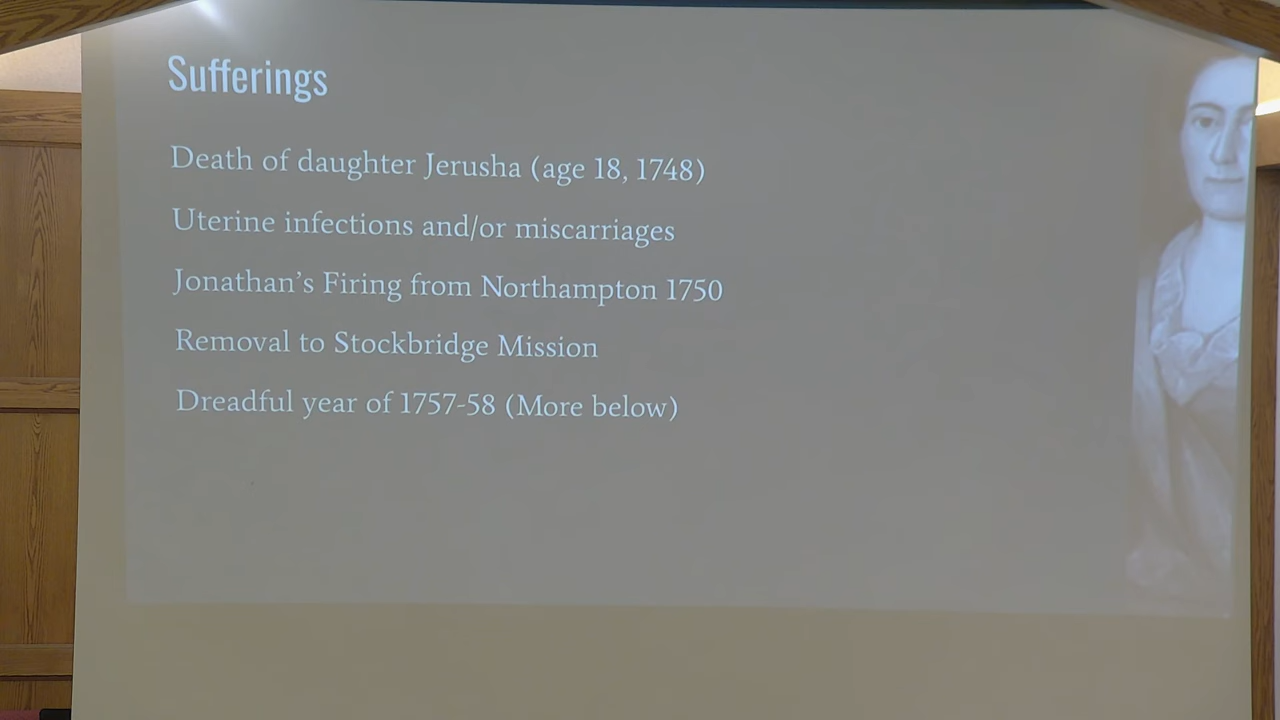 Sufferings
Death of daughter Jerusha (age 18, 1748)
Uterine infections and/or miscarriages
Jonathan’s Firing from Northampton 1750
Removal to Stockbridge Mission
Dreadful year of 1757-58 (More below)